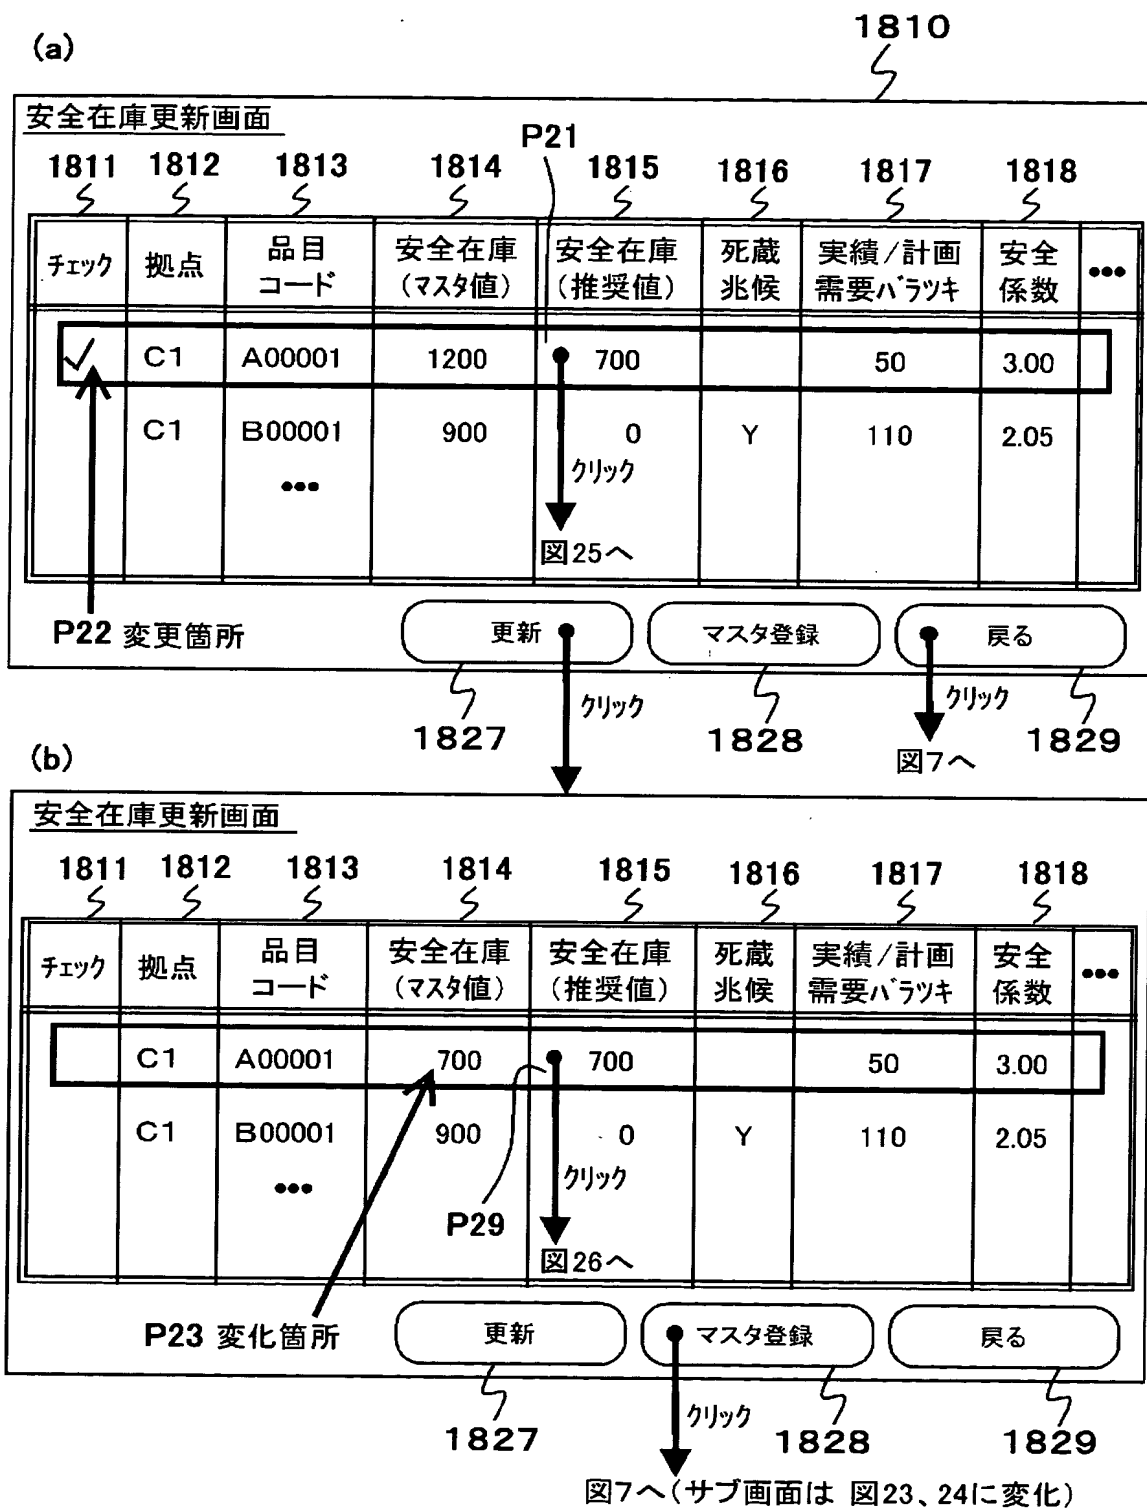 (a)
1810
安全在庫更新画面
P21
1811 1812 1813 1814 1815 1816 1817 1818
チェック 拠点 品目コード 安全在庫(マスタ値) 安全在庫(推奨値) 死蔵兆候 実績/計画需要バラツキ 安全係数 •••
✓ C1 A00001 1200 700 50 3.00
C1 B00001 900 0 Y 110 2.05
•••
クリック
図25へ
P22 変更箇所
更新 マスタ登録 戻る
クリック クリック
1827 1828 1829
図7へ
(b)
安全在庫更新画面
1811 1812 1813 1814 1815 1816 1817 1818
チェック 拠点 品目コード 安全在庫(マスタ値) 安全在庫(推奨値) 死蔵兆候 実績/計画需要バラツキ 安全係数 •••
C1 A00001 700 700 50 3.00
C1 B00001 900 0 Y 110 2.05
•••
クリック
P29
図26へ
P23 変化箇所
更新 マスタ登録 戻る
クリック
1827 1828 1829
図7へ(サブ画面は 図23、24に変化)